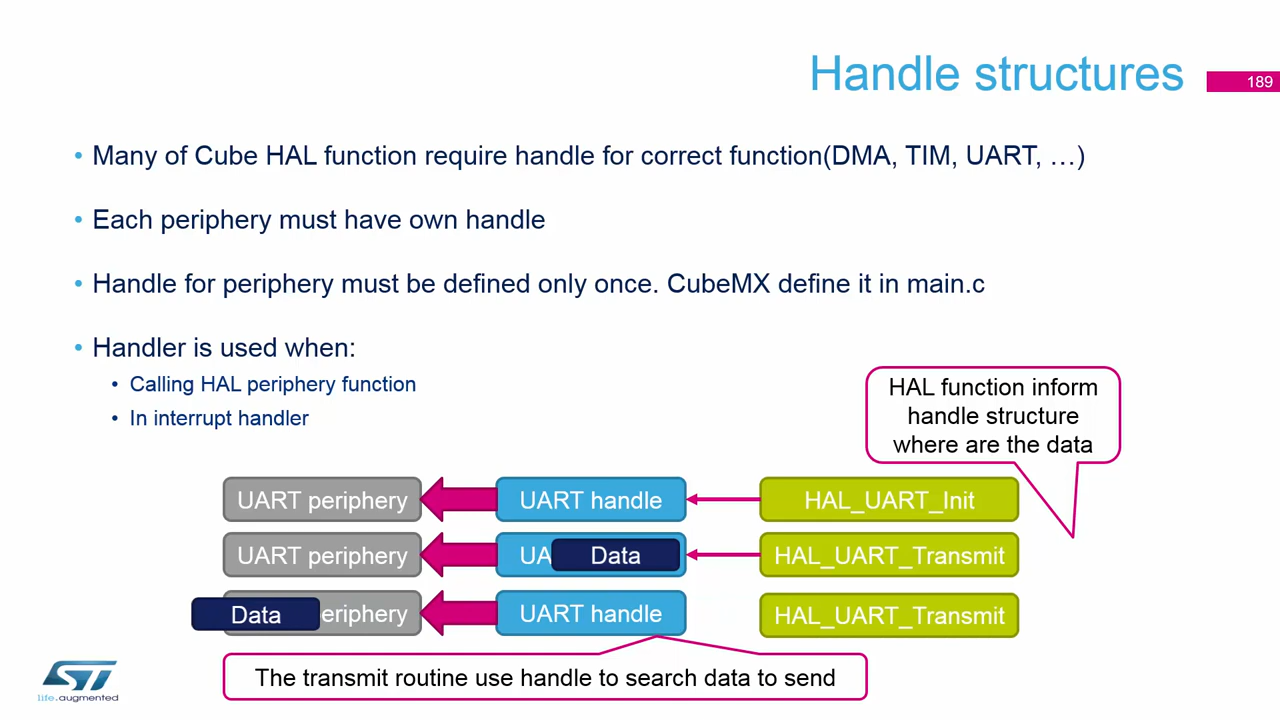 Handle structures
189
• Many of Cube HAL function require handle for correct function(DMA, TIM, UART, …)
• Each periphery must have own handle
• Handle for periphery must be defined only once. CubeMX define it in main.c
• Handler is used when:
• Calling HAL periphery function
• In interrupt handler
HAL function inform
handle structure
where are the data
UART periphery
UART handle
HAL_UART_Init
UART periphery
UA
Data
HAL_UART_Transmit
Data
eriphery
UART handle
HAL_UART_Transmit
The transmit routine use handle to search data to send
ST
life.augmented